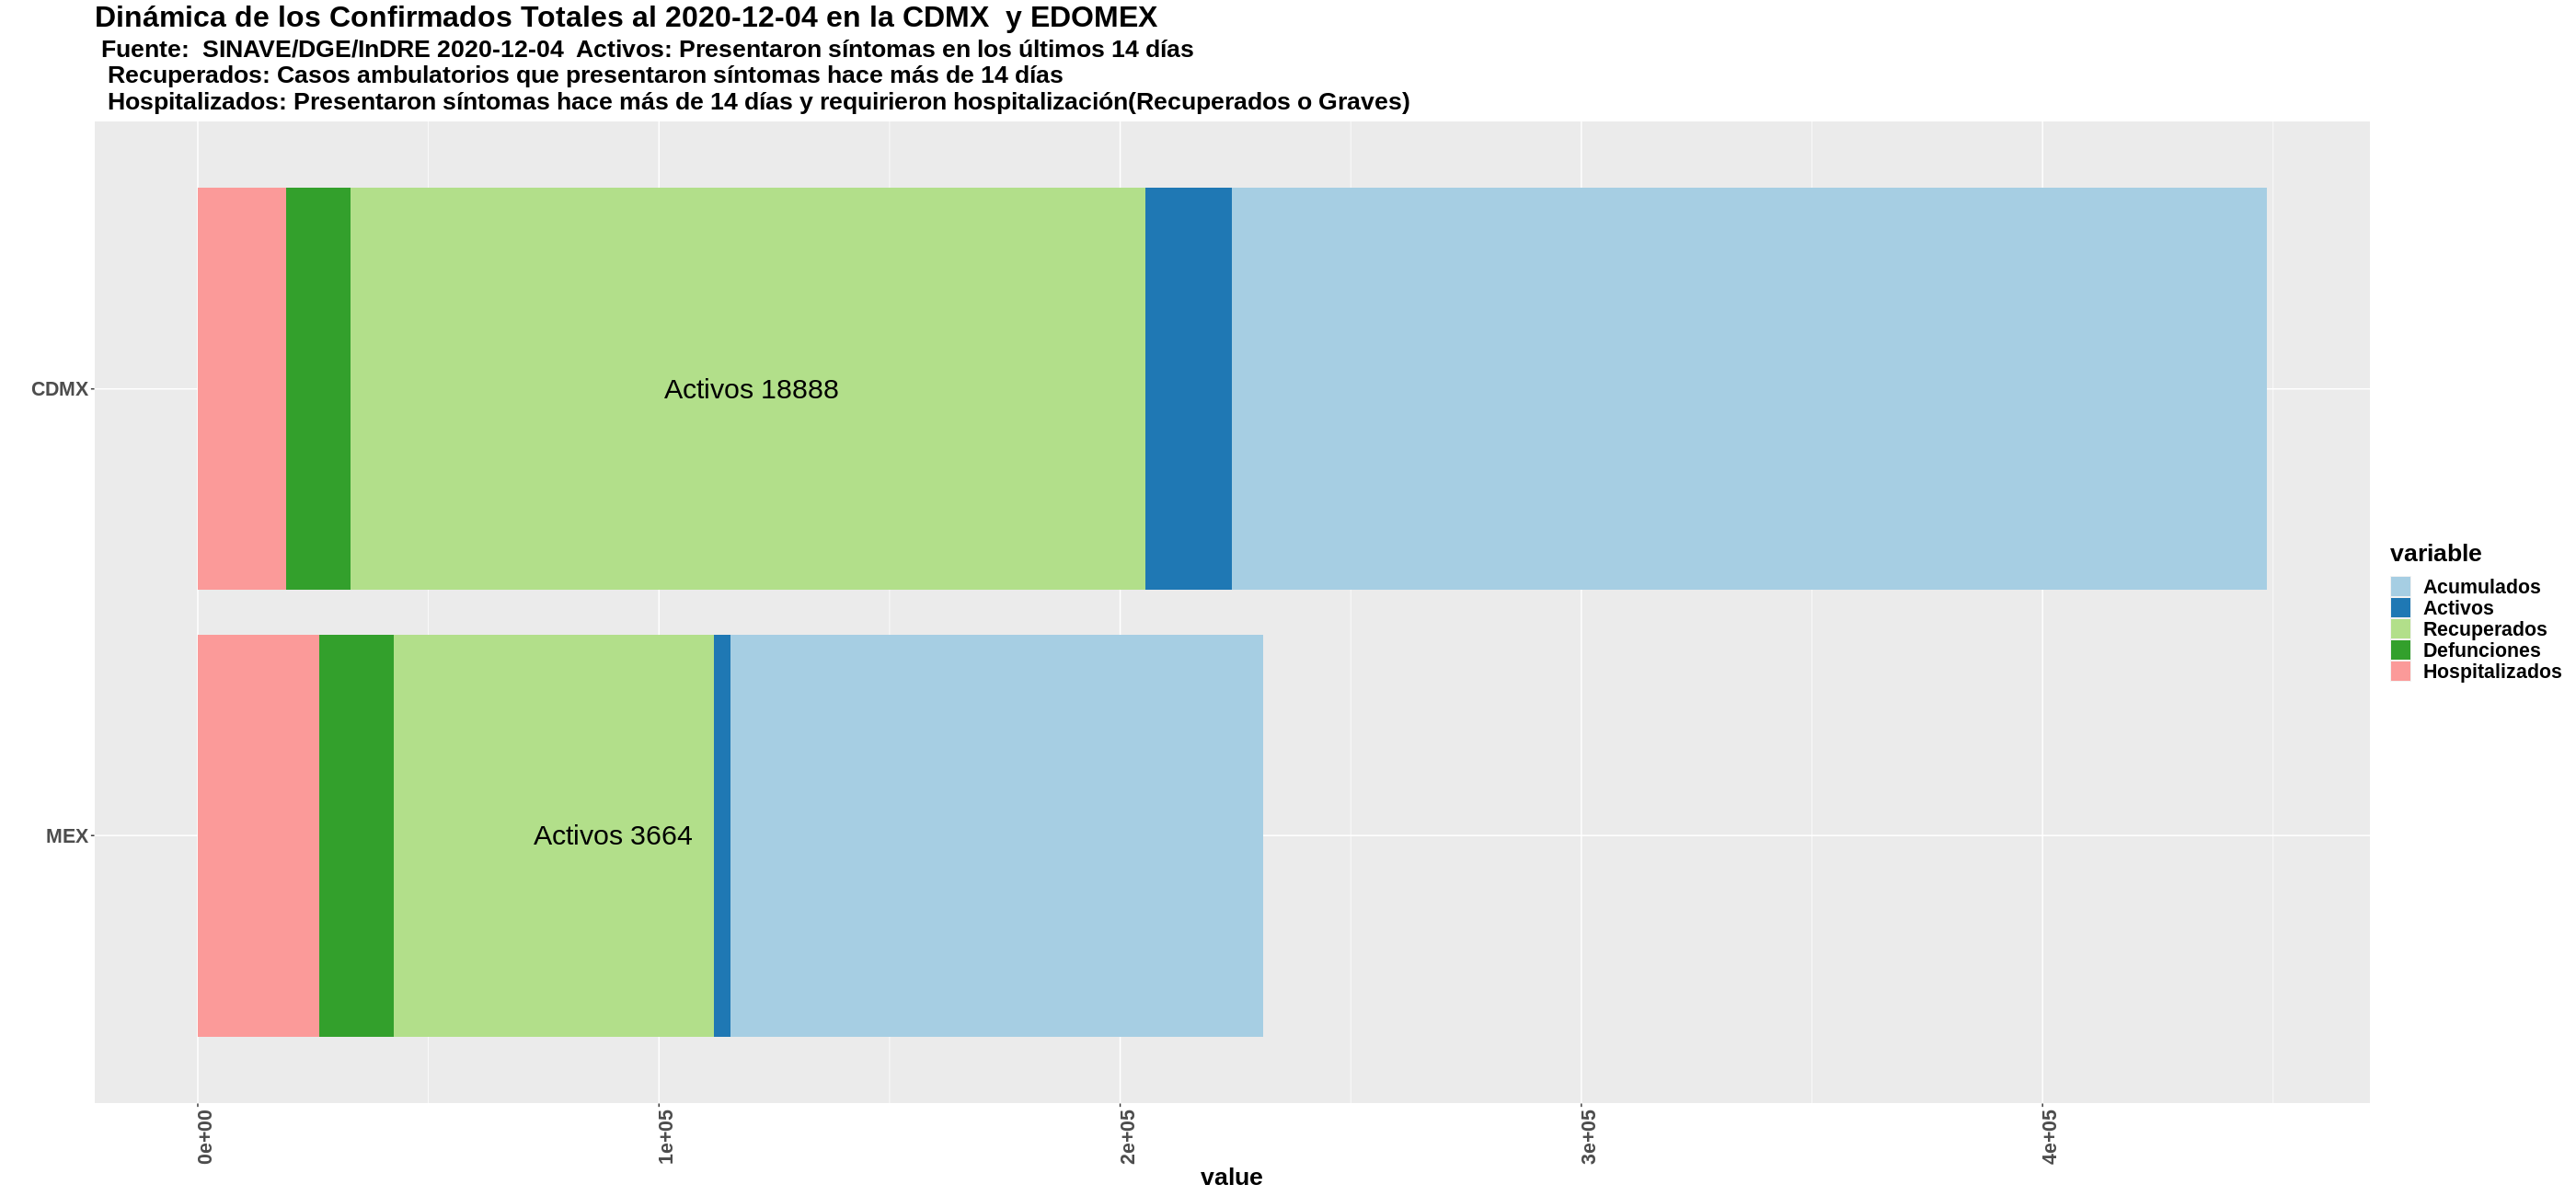 Dinámica de los Confirmados Totales al 2020-12-04 en la CDMX  y EDOMEX
Fuente:  SINAVE/DGE/InDRE 2020-12-04  Activos: Presentaron síntomas en los últimos 14 días
Recuperados: Casos ambulatorios que presentaron síntomas hace más de 14 días
Hospitalizados: Presentaron síntomas hace más de 14 días y requirieron hospitalización(Recuperados o Graves)
CDMX
Activos 18888
MEX
Activos 3664
0e+00
1e+05
2e+05
3e+05
4e+05
value
variable
Acumulados
Activos
Recuperados
Defunciones
Hospitalizados